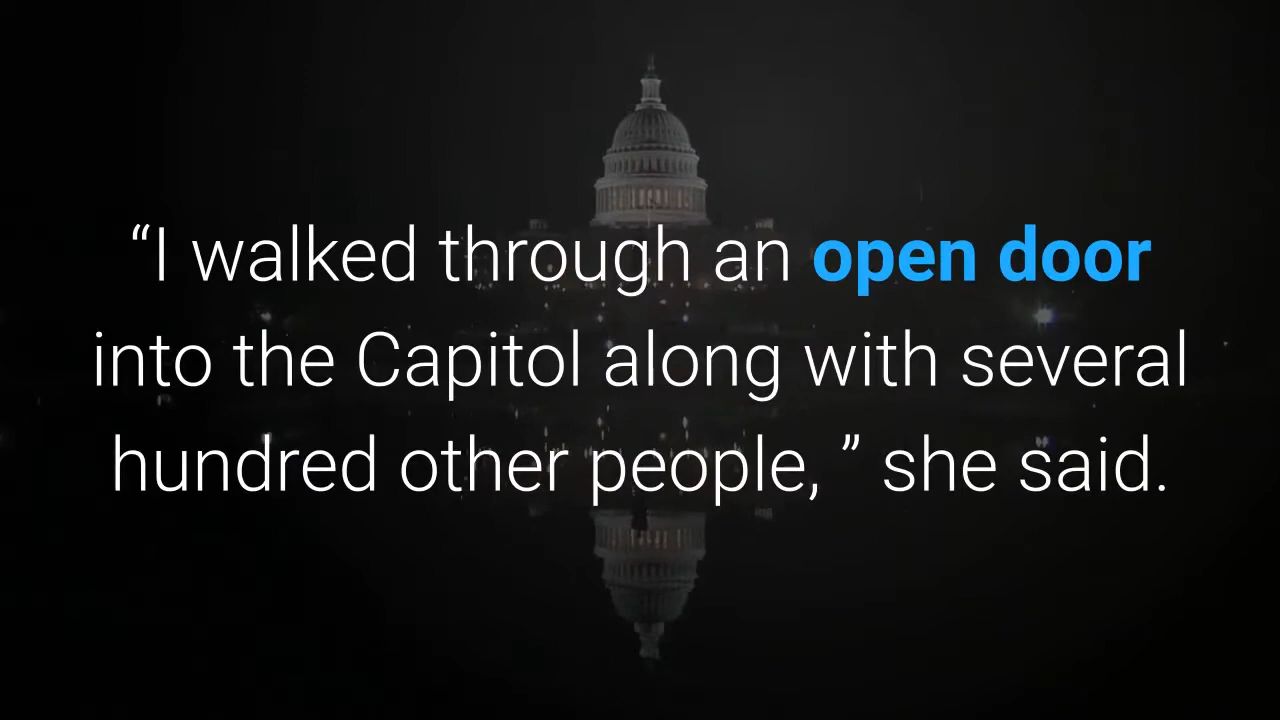 “I walked through an open door
into the Capitol along with several
hundred other people, ” she said.